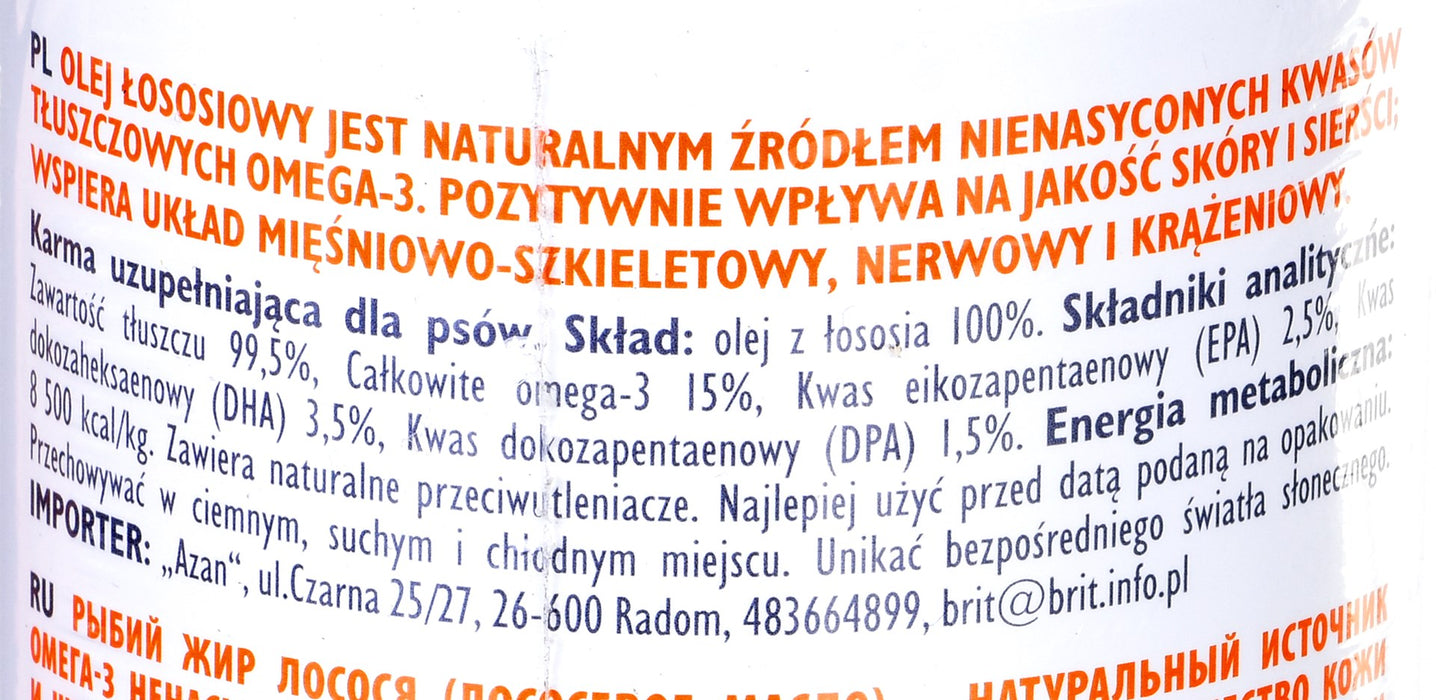 PL OLEJ ŁOSOSIOWY JEST NATURALNYM ŹRÓDŁEM NIENASYCONYCH KWASÓW
TŁUSZCZOWYCH OMEGA-3. POZYTYWNIE WPŁYWA NA JAKOŚĆ SKÓRY I SIERŚCI;
WSPIERA UKŁAD MIĘŚNIOWO-SZKIELETOWY, NERWOWY I KRĄŻENIOWY.
Karma uzupełniająca dla psów. Skład: olej z łososia 100%. Składniki analityczne:
Zawartość tłuszczu 99,5%, Całkowite omega-3 15%, Kwas eikozapentaenowy (EPA) 2,5%, Kwas
dokozaheksaenowy (DHA) 3,5%, Kwas dokozapentaenowy (DPA) 1,5%. Energia metaboliczna:
8 500 kcal/kg. Zawiera naturalne przeciwutleniacze. Najlepiej użyć przed datą podaną na opakowaniu.
Przechowywać w ciemnym, suchym i chłodnym miejscu. Unikać bezpośredniego światła słonecznego.
IMPORTER: „Azan“, ul.Czarna 25/27, 26-600 Radom, 483664899, brit@brit.info.pl
RU РЫБИЙ ЖИР ЛОСОСЯ (ЛОСОСЕВОЕ МАСЛО) – НАТУРАЛЬНЫЙ ИСТОЧНИК
ОМЕГА-3 КОЖИ